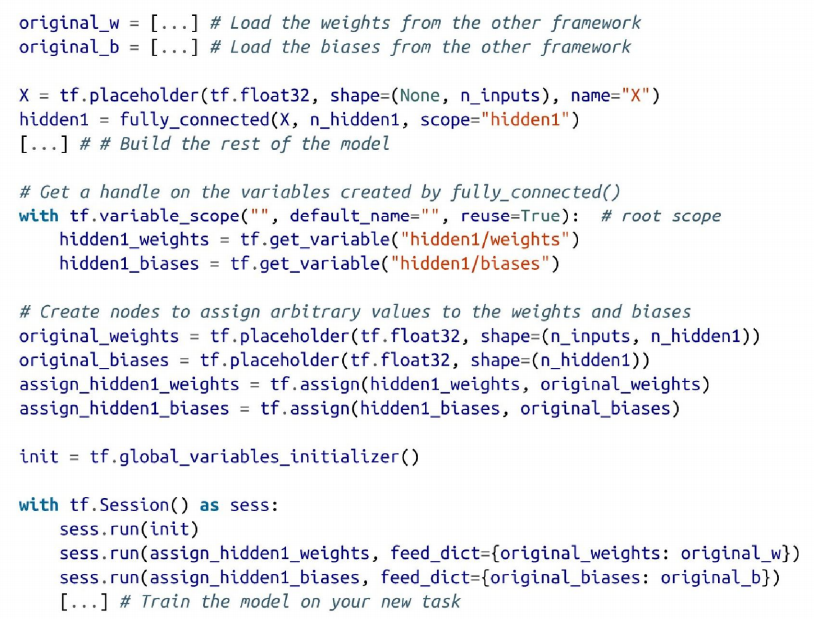 original_w = [...] # Load the weights from the other framework
original_b = [...] # Load the biases from the other framework

X = tf.placeholder(tf.float32, shape=(None, n_inputs), name="X")
hidden1 = fully_connected(X, n_hidden1, scope="hidden1")
[...] # # Build the rest of the model

# Get a handle on the variables created by fully_connected()
with tf.variable_scope("", default_name="", reuse=True):  # root scope
    hidden1_weights = tf.get_variable("hidden1/weights")
    hidden1_biases = tf.get_variable("hidden1/biases")

# Create nodes to assign arbitrary values to the weights and biases
original_weights = tf.placeholder(tf.float32, shape=(n_inputs, n_hidden1))
original_biases = tf.placeholder(tf.float32, shape=(n_hidden1))
assign_hidden1_weights = tf.assign(hidden1_weights, original_weights)
assign_hidden1_biases = tf.assign(hidden1_biases, original_biases)

init = tf.global_variables_initializer()

with tf.Session() as sess:
    sess.run(init)
    sess.run(assign_hidden1_weights, feed_dict={original_weights: original_w})
    sess.run(assign_hidden1_biases, feed_dict={original_biases: original_b})
    [...] # Train the model on your new task